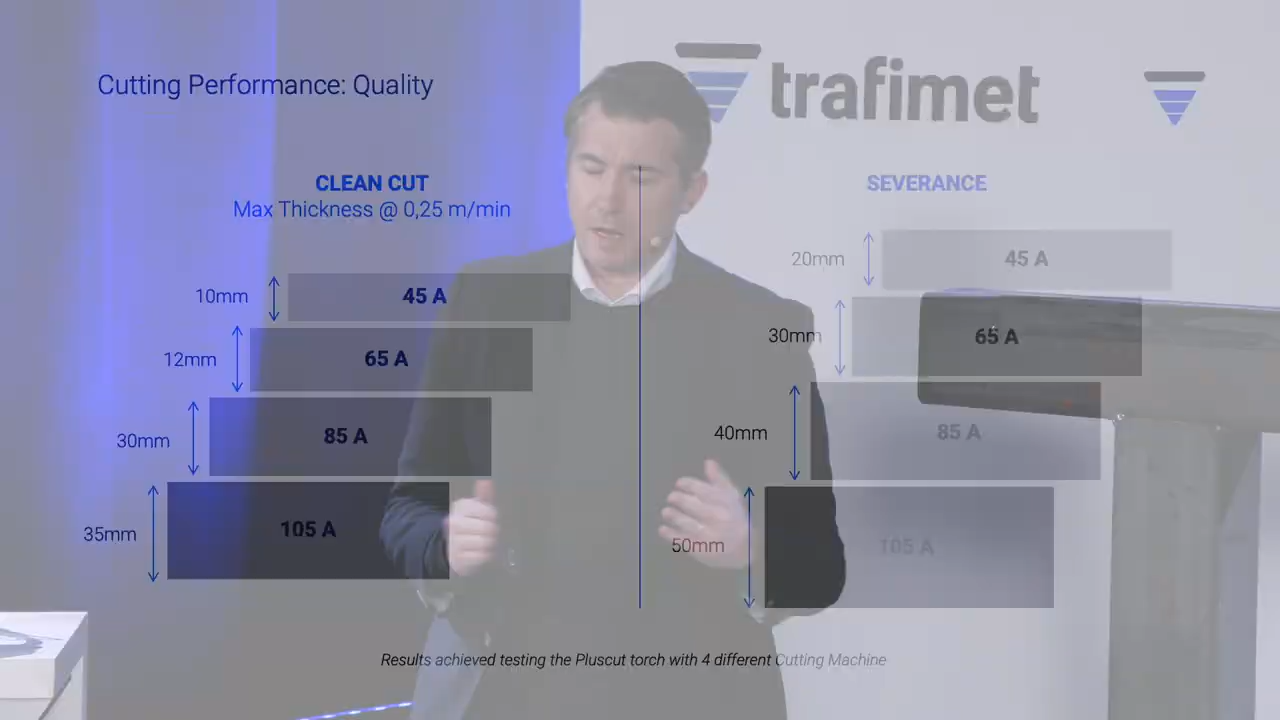 Cutting Performance: Quality
trafimet
CLEAN CUT
Max Thickness @ 0,25 m/min
10mm
45 A
12mm
65 A
30mm
85 A
35mm
105 A
SEVERANCE
20mm
45 A
30mm
65 A
40mm
85 A
50mm
105 A
Results achieved testing the Pluscut torch with 4 different Cutting Machine